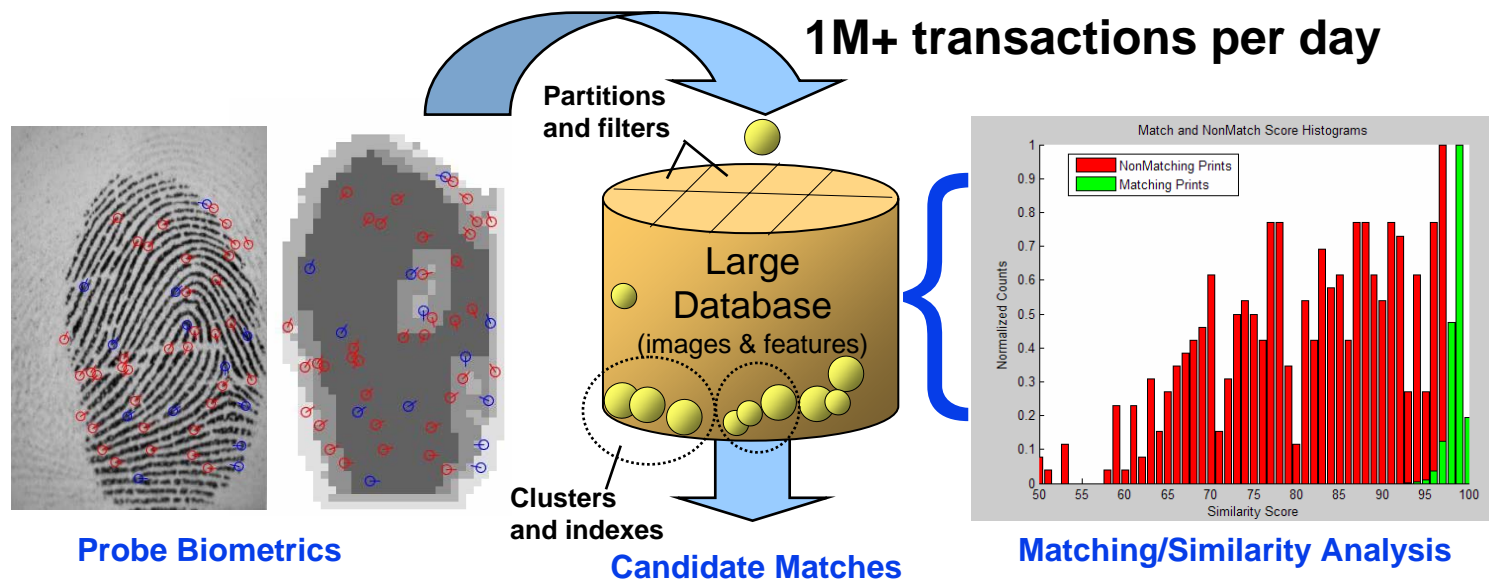 1M+ transactions per day
Partitions
and filters
Large
Database
(images & features)
Clusters
and indexes
Probe Biometrics
Candidate Matches
Match and NonMatch Score Histograms
NonMatching Prints
Matching Prints
Normalized Counts
1
0.9
0.8
0.7
0.6
0.5
0.4
0.3
0.2
0.1
0
50 55 60 65 70 75 80 85 90 95 100
Similarity Score
Matching/Similarity Analysis